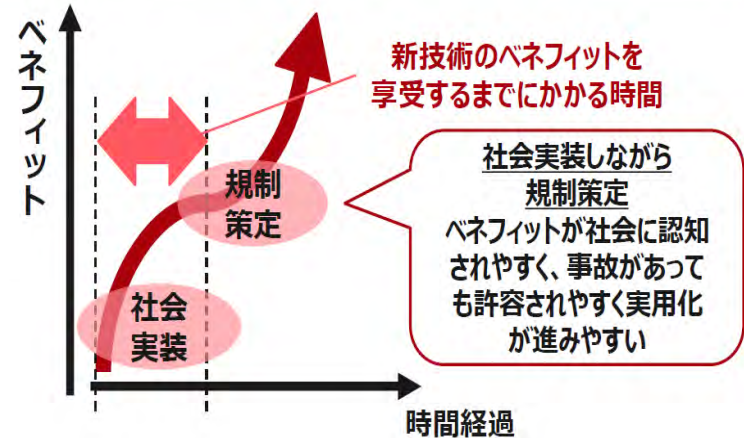 ベネフィット
新技術のベネフィットを
享受するまでにかかる時間
社会実装しながら
規制策定
ベネフィットが社会に認知
されやすく、事故があって
も許容されやすく実用化
が進みやすい
規制
策定
社会
実装
時間経過